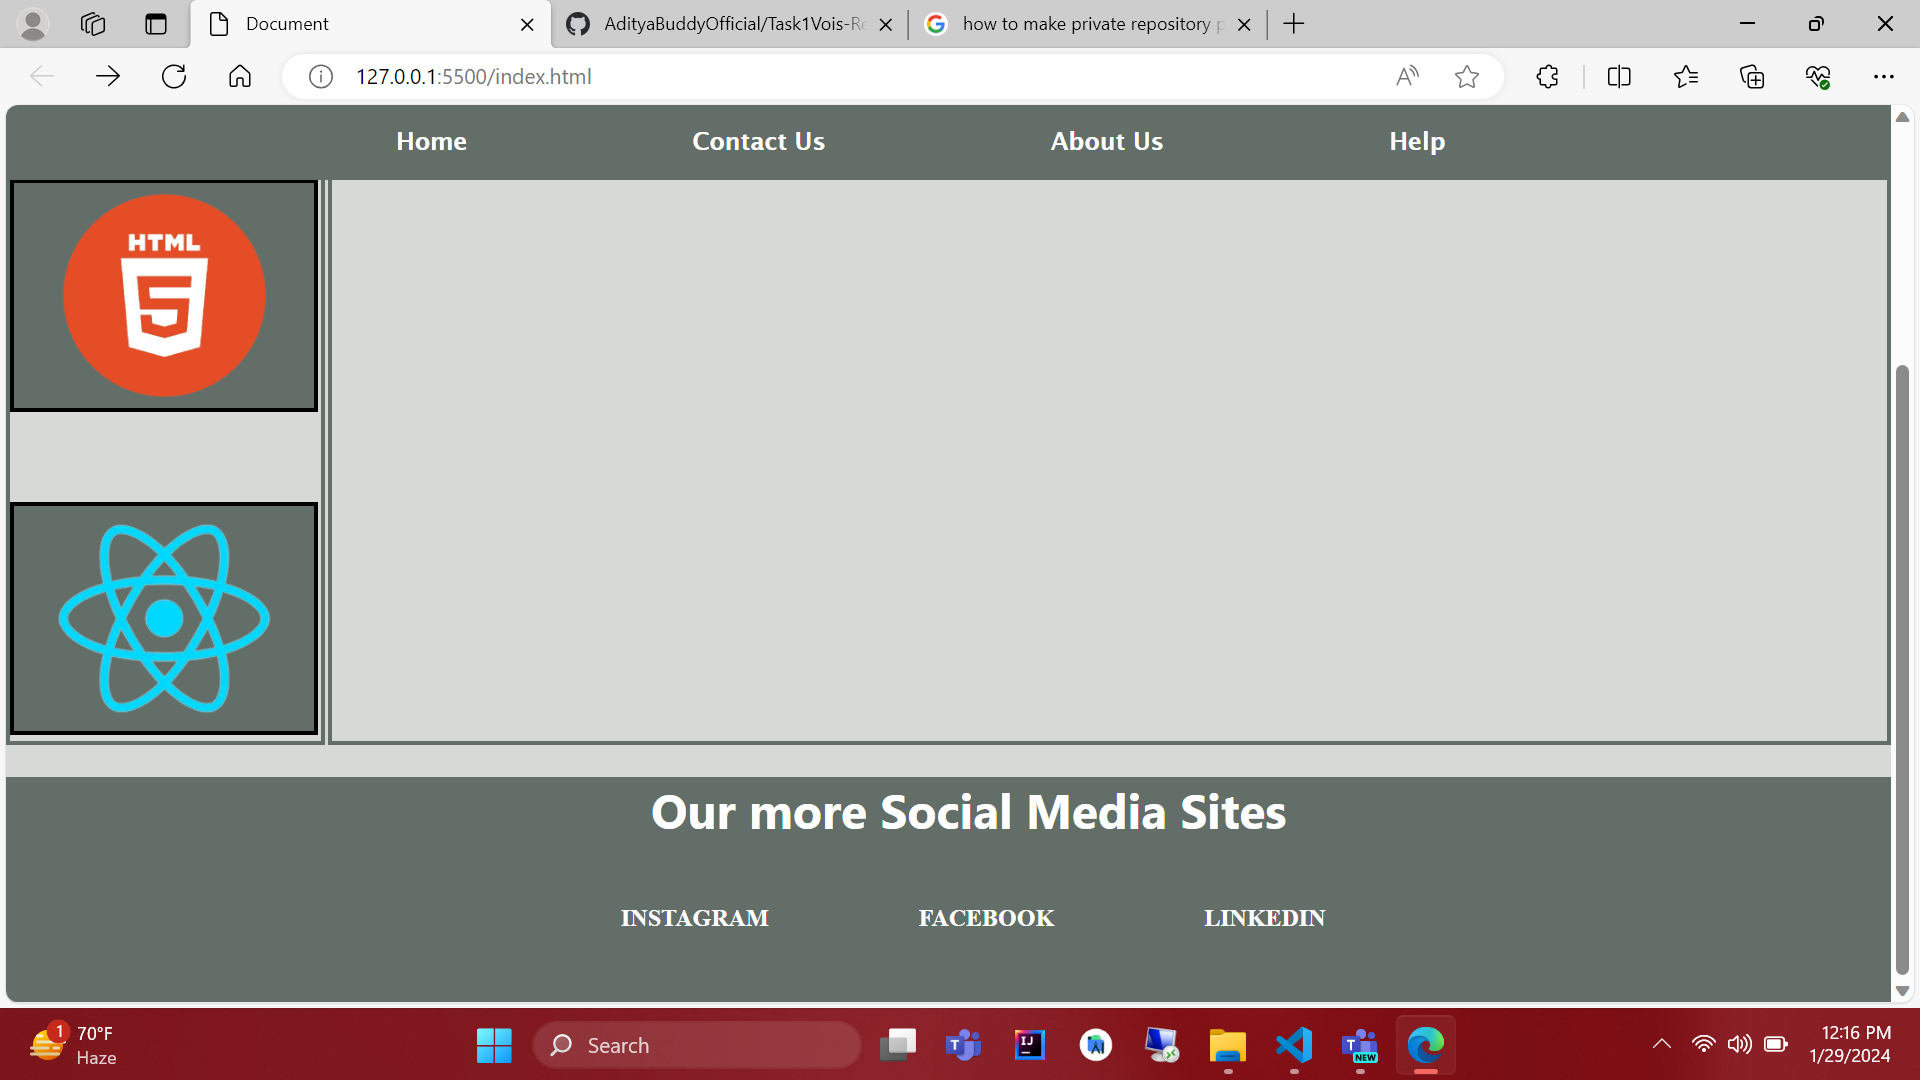 Document
AdityaBuddyOfficial/Task1Vois-Re
how to make private repository p
127.0.0.1:5500/index.html
Home
Contact Us
About Us
Help
HTML
5
Our more Social Media Sites
INSTAGRAM
FACEBOOK
LINKEDIN
1
70°F
Haze
Search
T
IJ
T
NEW
12:16 PM
1/29/2024